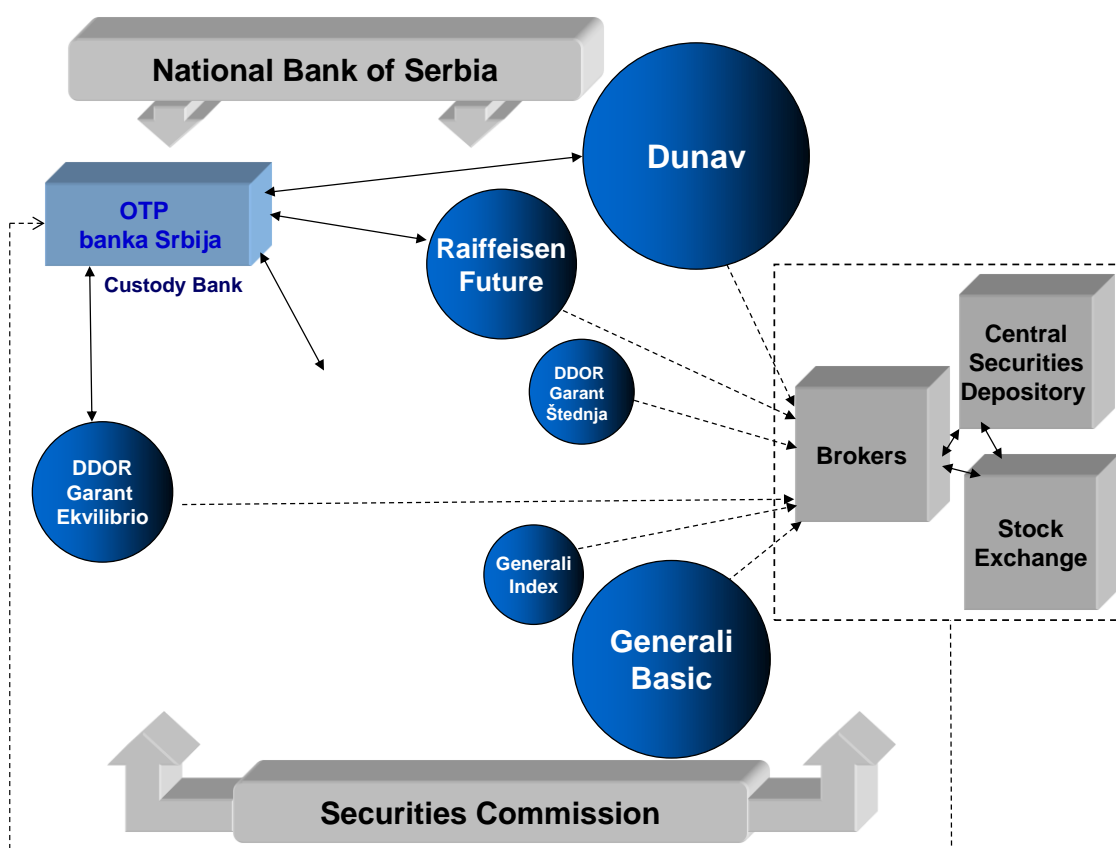 National Bank of Serbia
Dunav
OTP
banka Srbija
Custody Bank
Raiffeisen
Future
Central
Securities
Depository
DDOR
Garant
Štednja
Brokers
DDOR
Garant
Ekvilibrio
Stock
Exchange
Generali
Index
Generali
Basic
Securities Commission